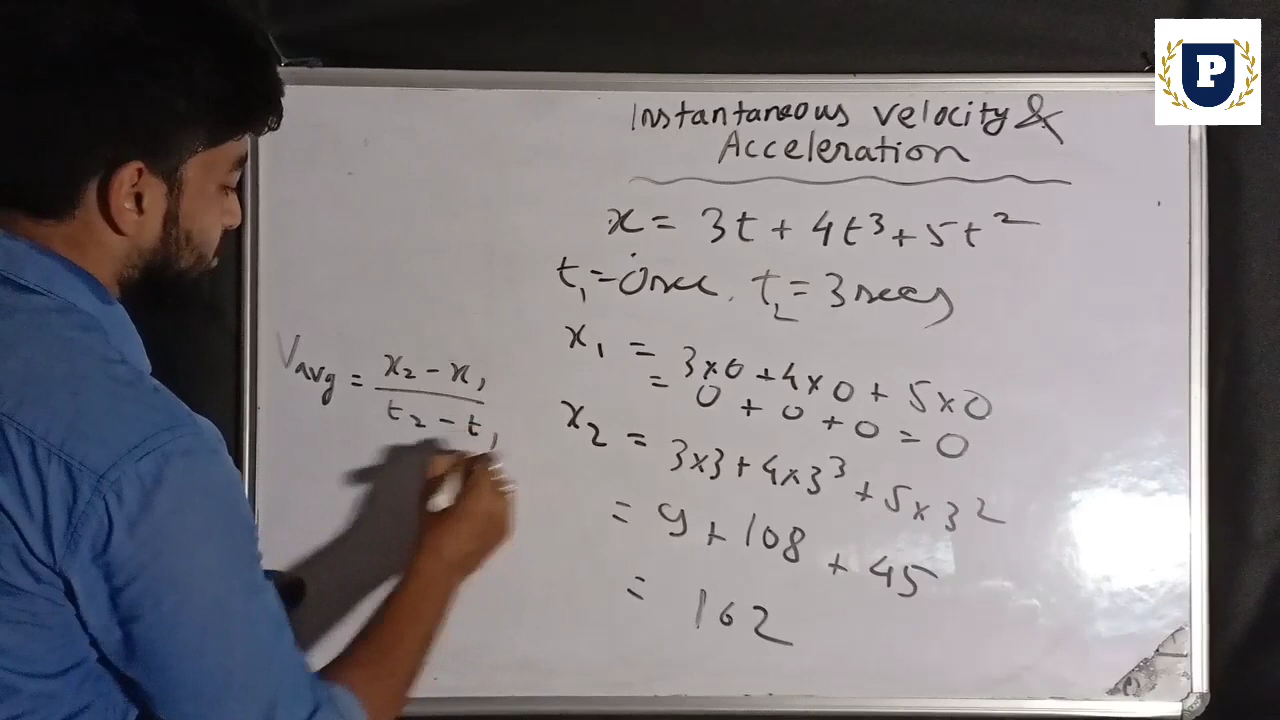 P
Instantaneous velocity &
Acceleration
x = 3t + 4t³ + 5t²
t₁ = 0sec, t₂ = 3secs
x₁ = 3×0 + 4×0 + 5×0
= 0 + 0 + 0 = 0
x₂ = 3×3 + 4×3³ + 5×3²
= 9 + 108 + 45
= 162
Vavg = x₂ - x₁
t₂ - t₁